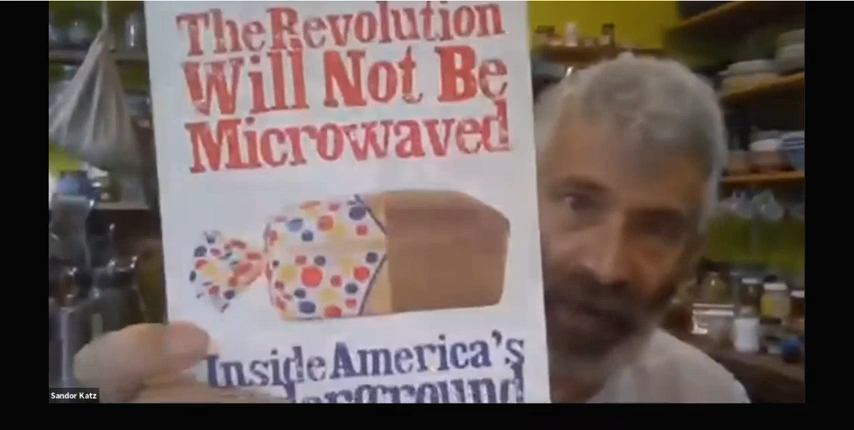 The Revolution
Will Not Be
Microwaved
Inside America's
Sandor Katz